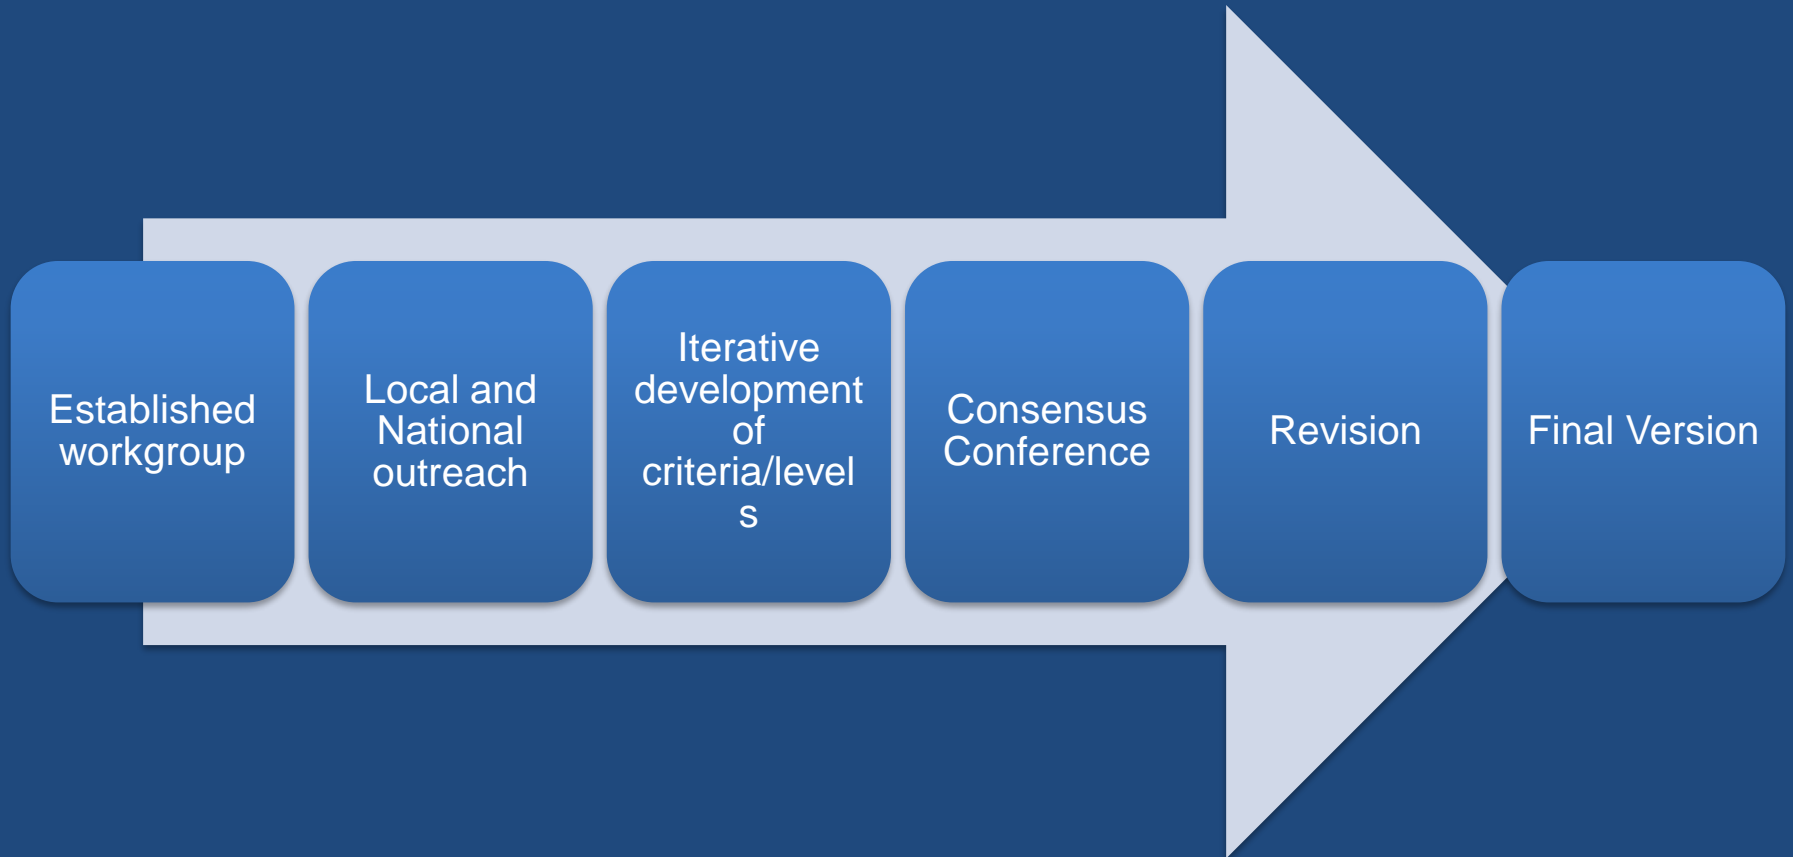 Established
workgroup
Local and
National
outreach
Iterative
development
of
criteria/level
s
Consensus
Conference
Revision
Final Version